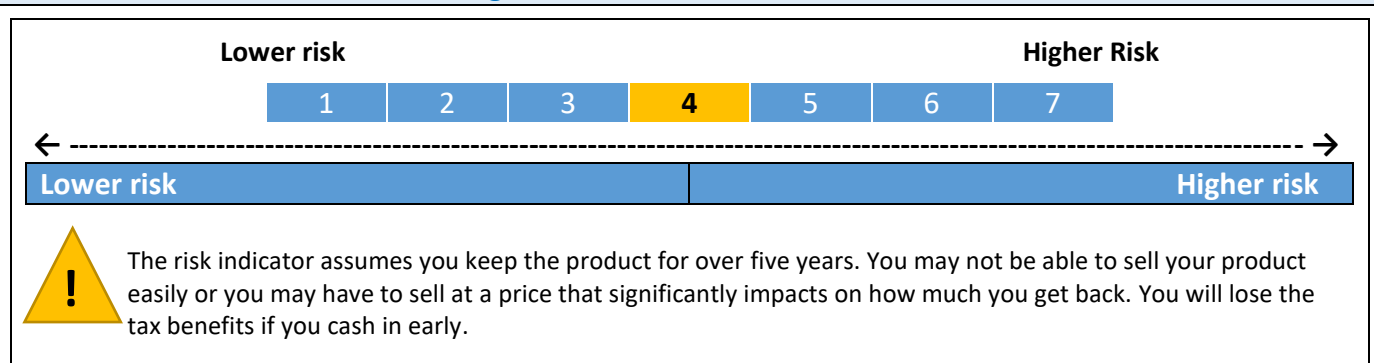 Lower risk Higher Risk
1 2 3 4 5 6 7
← ------------------------------------------------------------------------------------------------------------------------------- →
Lower risk Higher risk
The risk indicator assumes you keep the product for over five years. You may not be able to sell your product
! easily or you may have to sell at a price that significantly impacts on how much you get back. You will lose the
tax benefits if you cash in early.